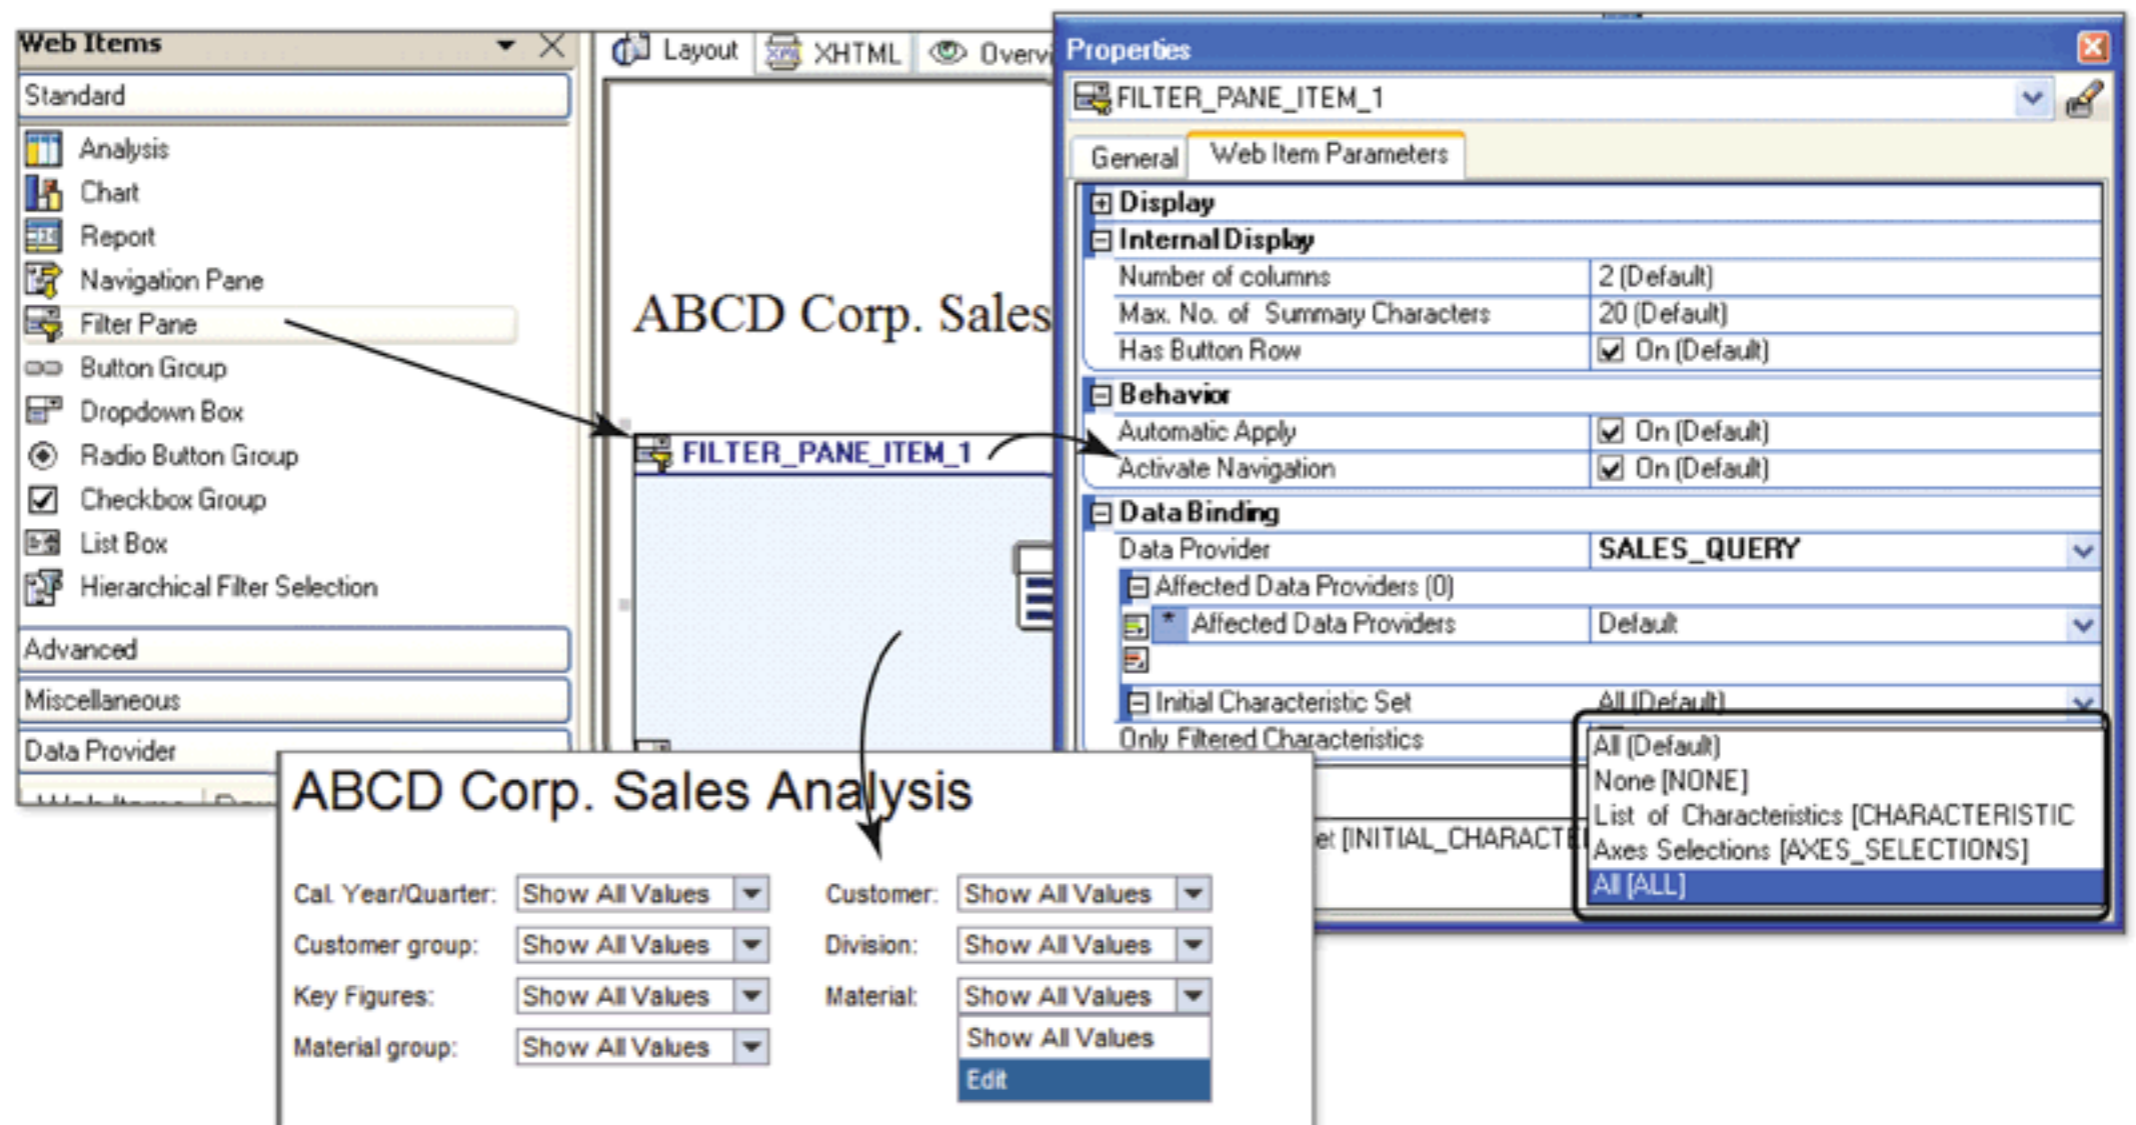 Web Items
Standard
Analysis
Chart
Report
Navigation Pane
Filter Pane
Button Group
Dropdown Box
Radio Button Group
Checkbox Group
List Box
Hierarchical Filter Selection
Advanced
Miscellaneous
Data Provider
Web Items
Layout
XHTML
Overvi
ABCD Corp. Sales
FILTER_PANE_ITEM_1
Properties
FILTER_PANE_ITEM_1
General
Web Item Parameters
Display
Internal Display
Number of columns 2 (Default)
Max. No. of Summary Characters 20 (Default)
Has Button Row On (Default)
Behavior
Automatic Apply On (Default)
Activate Navigation On (Default)
Data Binding
Data Provider SALES_QUERY
Affected Data Providers (0)
* Affected Data Providers Default
Initial Characteristic Set All (Default)
Only Filtered Characteristics
All (Default)
None [NONE]
List of Characteristics [CHARACTERISTIC
Axes Selections [AXES_SELECTIONS]
All [ALL]
et [INITIAL_CHARACTE
ABCD Corp. Sales Analysis
Cal. Year/Quarter: Show All Values Customer: Show All Values
Customer group: Show All Values Division: Show All Values
Key Figures: Show All Values Material: Show All Values
Show All Values
Material group: Show All Values
Edit